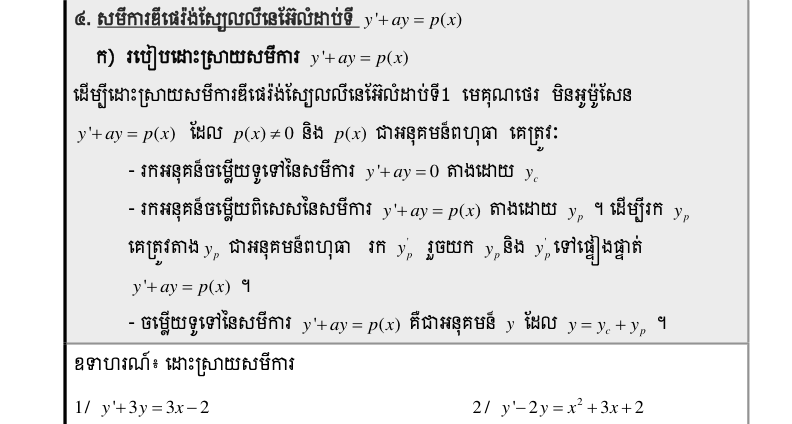 ៤. សមីការឌីផេរ៉ង់ស្យែលលីនេអ៊ែលំដាប់ទី y'+ay = p(x)
ក) របៀបដោះស្រាយសមីការ y'+ay = p(x)
ដើម្បីដោះស្រាយសមីការឌីផេរ៉ង់ស្យែលលីនេអ៊ែលំដាប់ទី1 មេគុណថេរ មិនអូម៉ូសែន
y'+ay = p(x) ដែល p(x) ≠ 0 និង p(x) ជាអនុគមន៍ពហុធា គេត្រូវ:
- រកអនុគន៍ចម្លើយទូទៅនៃសមីការ y'+ay = 0 តាងដោយ y_c
- រកអនុគន៍ចម្លើយពិសេសនៃសមីការ y'+ay = p(x) តាងដោយ y_p ។ ដើម្បីរក y_p
គេត្រូវតាង y_p ជាអនុគមន៍ពហុធា រក y'_p រួចយក y_p និង y'_p ទៅផ្ទៀងផ្ទាត់
y'+ay = p(x) ។
- ចម្លើយទូទៅនៃសមីការ y'+ay = p(x) គឺជាអនុគមន៍ y ដែល y = y_c + y_p ។
ឧទាហរណ៍៖ ដោះស្រាយសមីការ
1/ y'+3y = 3x−2 2/ y'−2y = x²+3x+2